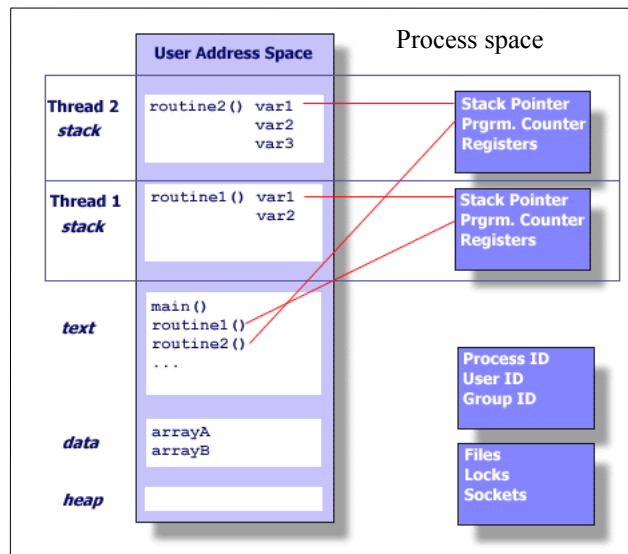 Process space
User Address Space
Thread 2
stack
routine2() var1
var2
var3
Stack Pointer
Prgrm. Counter
Registers
Thread 1
stack
routine1() var1
var2
Stack Pointer
Prgrm. Counter
Registers
text
main()
routine1()
routine2()
...
Process ID
User ID
Group ID
data
arrayA
arrayB
Files
Locks
Sockets
heap